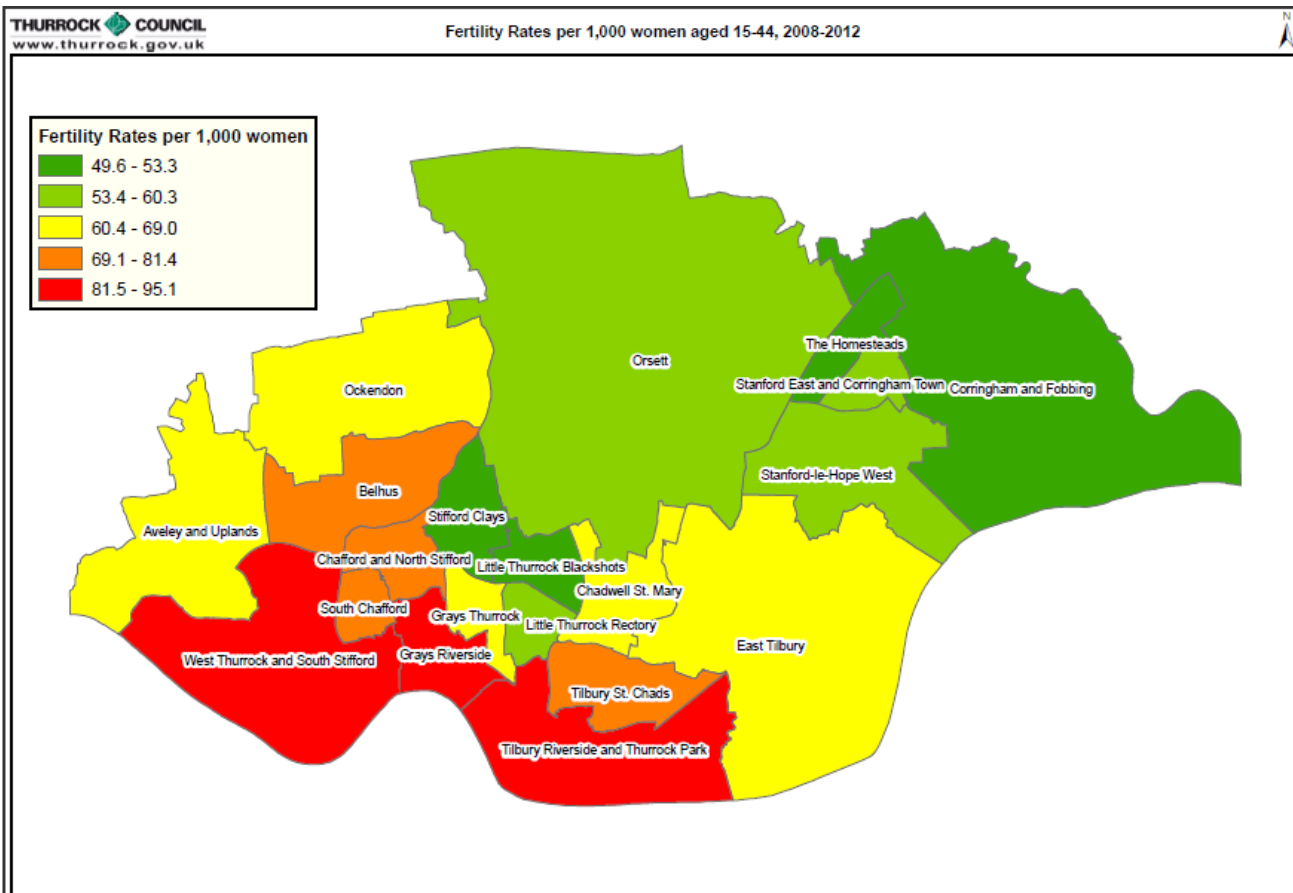 THURROCK COUNCIL
www.thurrock.gov.uk
Fertility Rates per 1,000 women aged 15-44, 2008-2012
N
Fertility Rates per 1,000 women
49.6 - 53.3
53.4 - 60.3
60.4 - 69.0
69.1 - 81.4
81.5 - 95.1
The Homesteads
Orsett
Stanford East and Corringham Town
Corringham and Fobbing
Ockendon
Stanford-le-Hope West
Belhus
Stifford Clays
Aveley and Uplands
Chafford and North Stifford
Little Thurrock Blackshots
Chadwell St. Mary
South Chafford
Grays Thurrock
Little Thurrock Rectory
East Tilbury
West Thurrock and South Stifford
Grays Riverside
Tilbury St. Chads
Tilbury Riverside and Thurrock Park